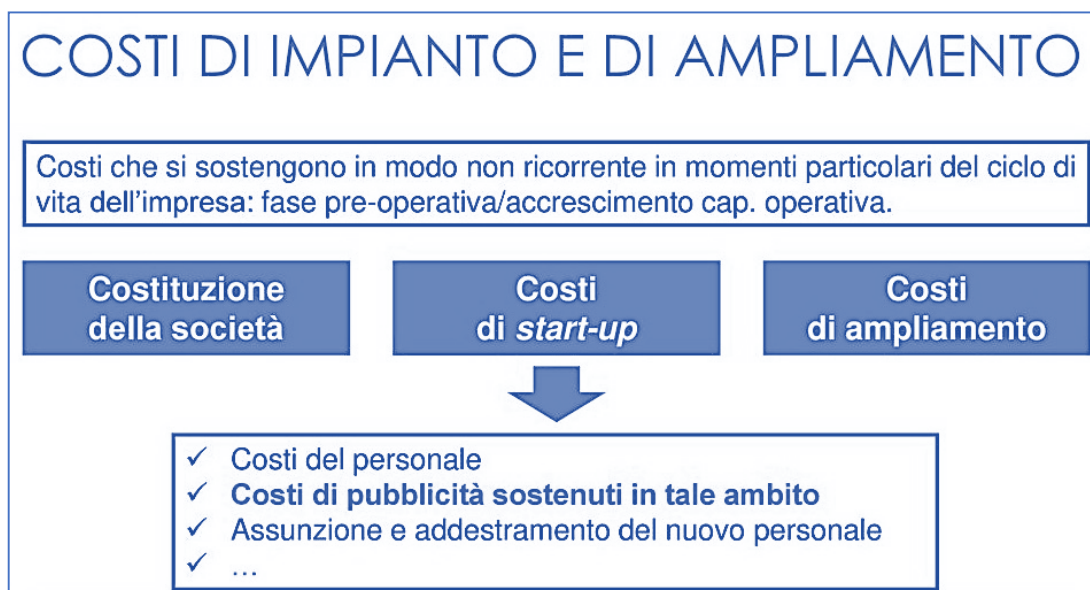 COSTI DI IMPIANTO E DI AMPLIAMENTO
Costi che si sostengono in modo non ricorrente in momenti particolari del ciclo di
vita dell'impresa: fase pre-operativa/accrescimento cap. operativa.
Costituzione
della società
Costi
di start-up
Costi
di ampliamento
✓ Costi del personale
✓ Costi di pubblicità sostenuti in tale ambito
✓ Assunzione e addestramento del nuovo personale
✓ ...